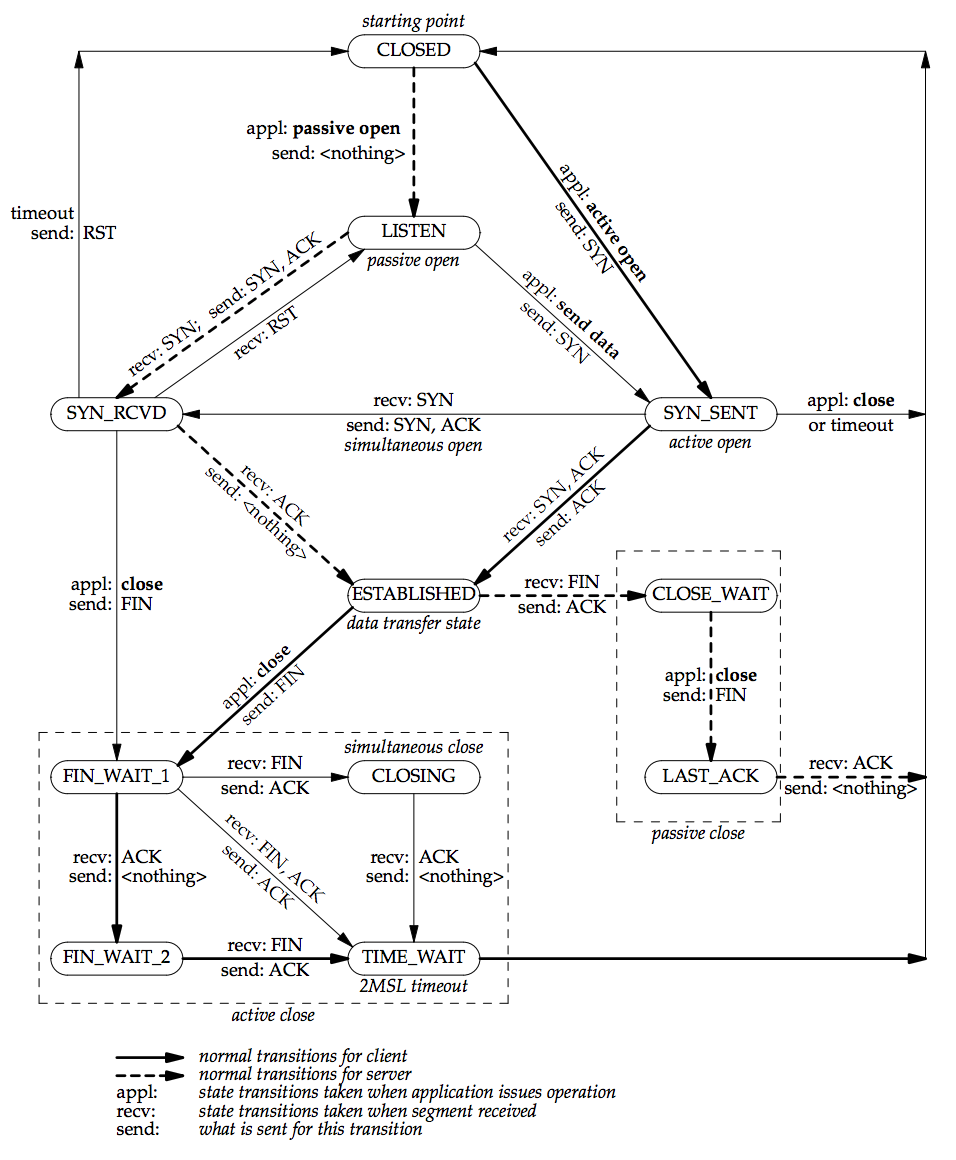 starting point
CLOSED
appl: passive open
send: <nothing>
appl: active open
send: SYN
timeout
send: RST
LISTEN
passive open
recv: SYN; send: SYN, ACK
recv: RST
appl: send data
send: SYN
SYN_RCVD
recv: SYN
send: SYN, ACK
simultaneous open
SYN_SENT
active open
appl: close
or timeout
recv: ACK
send: <nothing>
recv: SYN, ACK
send: ACK
appl: close
send: FIN
ESTABLISHED
data transfer state
recv: FIN
send: ACK
CLOSE_WAIT
appl: close
send: FIN
appl: close
send: FIN
simultaneous close
FIN_WAIT_1
recv: FIN
send: ACK
CLOSING
LAST_ACK
recv: ACK
send: <nothing>
passive close
recv: ACK
send: <nothing>
recv: FIN, ACK
send: ACK
recv: ACK
send: <nothing>
FIN_WAIT_2
recv: FIN
send: ACK
TIME_WAIT
2MSL timeout
active close
normal transitions for client
normal transitions for server
appl: state transitions taken when application issues operation
recv: state transitions taken when segment received
send: what is sent for this transition